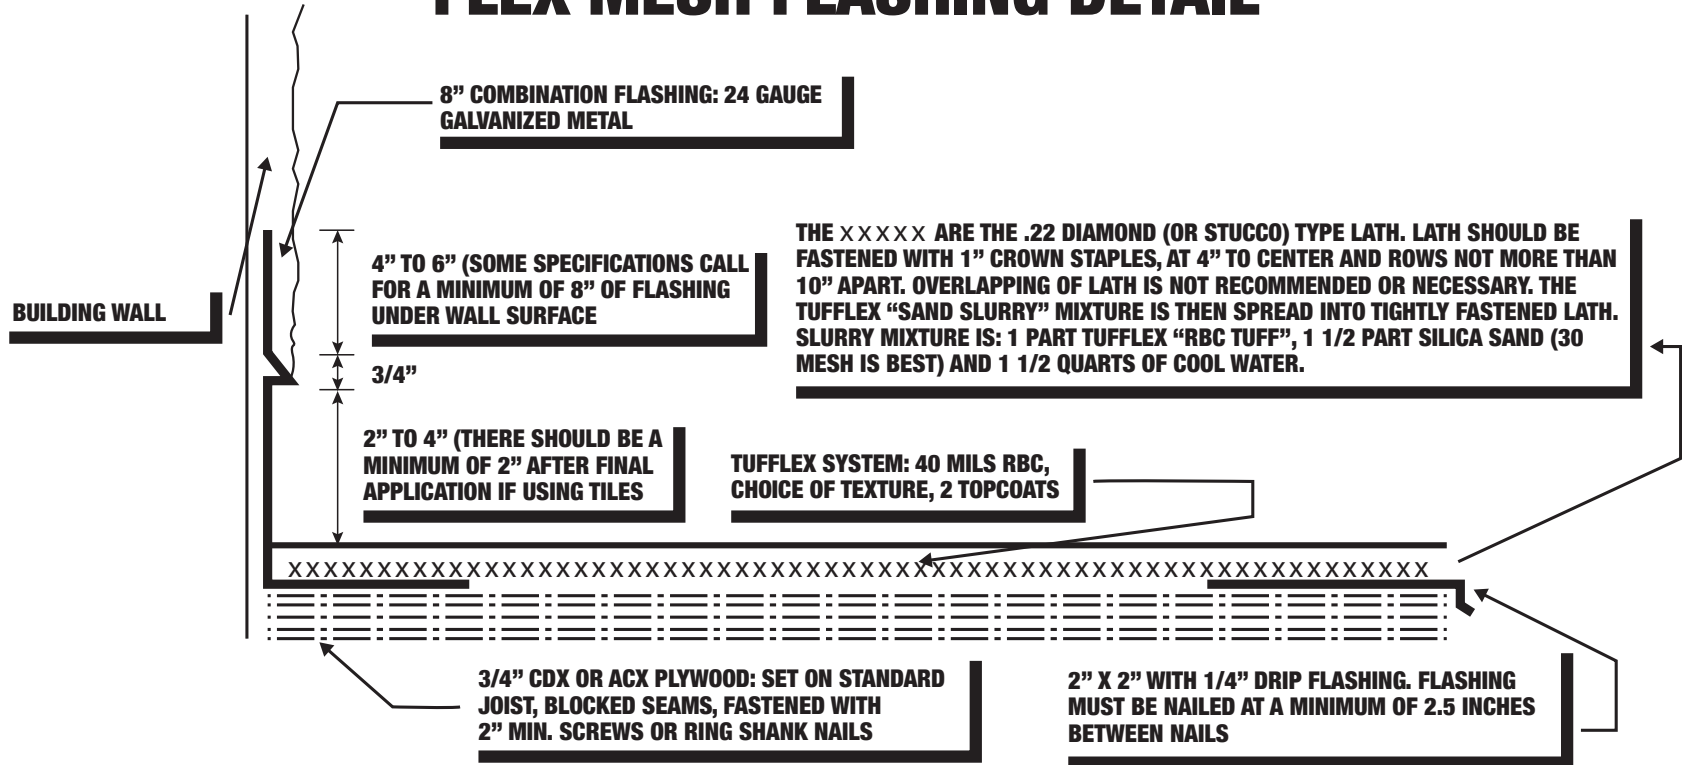 FLEX MESH FLASHING DETAIL
8” COMBINATION FLASHING: 24 GAUGE
GALVANIZED METAL
4” TO 6” (SOME SPECIFICATIONS CALL
FOR A MINIMUM OF 8” OF FLASHING
UNDER WALL SURFACE
THE XXXXX ARE THE .22 DIAMOND (OR STUCCO) TYPE LATH. LATH SHOULD BE
FASTENED WITH 1” CROWN STAPLES, AT 4” TO CENTER AND ROWS NOT MORE THAN
10” APART. OVERLAPPING OF LATH IS NOT RECOMMENDED OR NECESSARY. THE
TUFFLEX “SAND SLURRY” MIXTURE IS THEN SPREAD INTO TIGHTLY FASTENED LATH.
SLURRY MIXTURE IS: 1 PART TUFFLEX “RBC TUFF”, 1 1/2 PART SILICA SAND (30
MESH IS BEST) AND 1 1/2 QUARTS OF COOL WATER.
BUILDING WALL
3/4”
2” TO 4” (THERE SHOULD BE A
MINIMUM OF 2” AFTER FINAL
APPLICATION IF USING TILES
TUFFLEX SYSTEM: 40 MILS RBC,
CHOICE OF TEXTURE, 2 TOPCOATS
XXXXXXXXXXXXXXXXXXXXXXXXXXXXXXXXXXXXXXXXXXXXXXXXXXXXXXXXXXXXXXXXX
3/4” CDX OR ACX PLYWOOD: SET ON STANDARD
JOIST, BLOCKED SEAMS, FASTENED WITH
2” MIN. SCREWS OR RING SHANK NAILS
2” X 2” WITH 1/4” DRIP FLASHING. FLASHING
MUST BE NAILED AT A MINIMUM OF 2.5 INCHES
BETWEEN NAILS